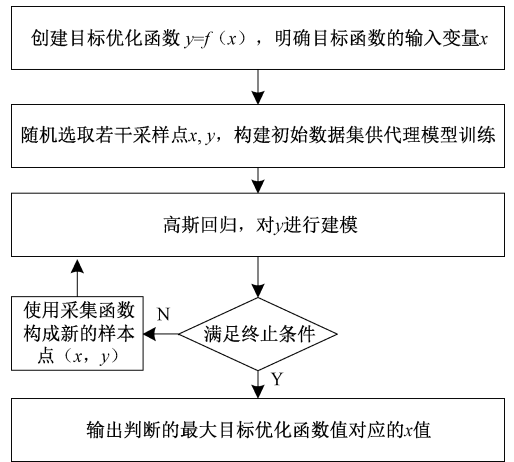 创建目标优化函数 y=f（x），明确目标函数的输入变量x
随机选取若干采样点x, y，构建初始数据集供代理模型训练
高斯回归，对y进行建模
使用采集函数
构成新的样本
点（x，y）
N
满足终止条件
Y
输出判断的最大目标优化函数值对应的x值